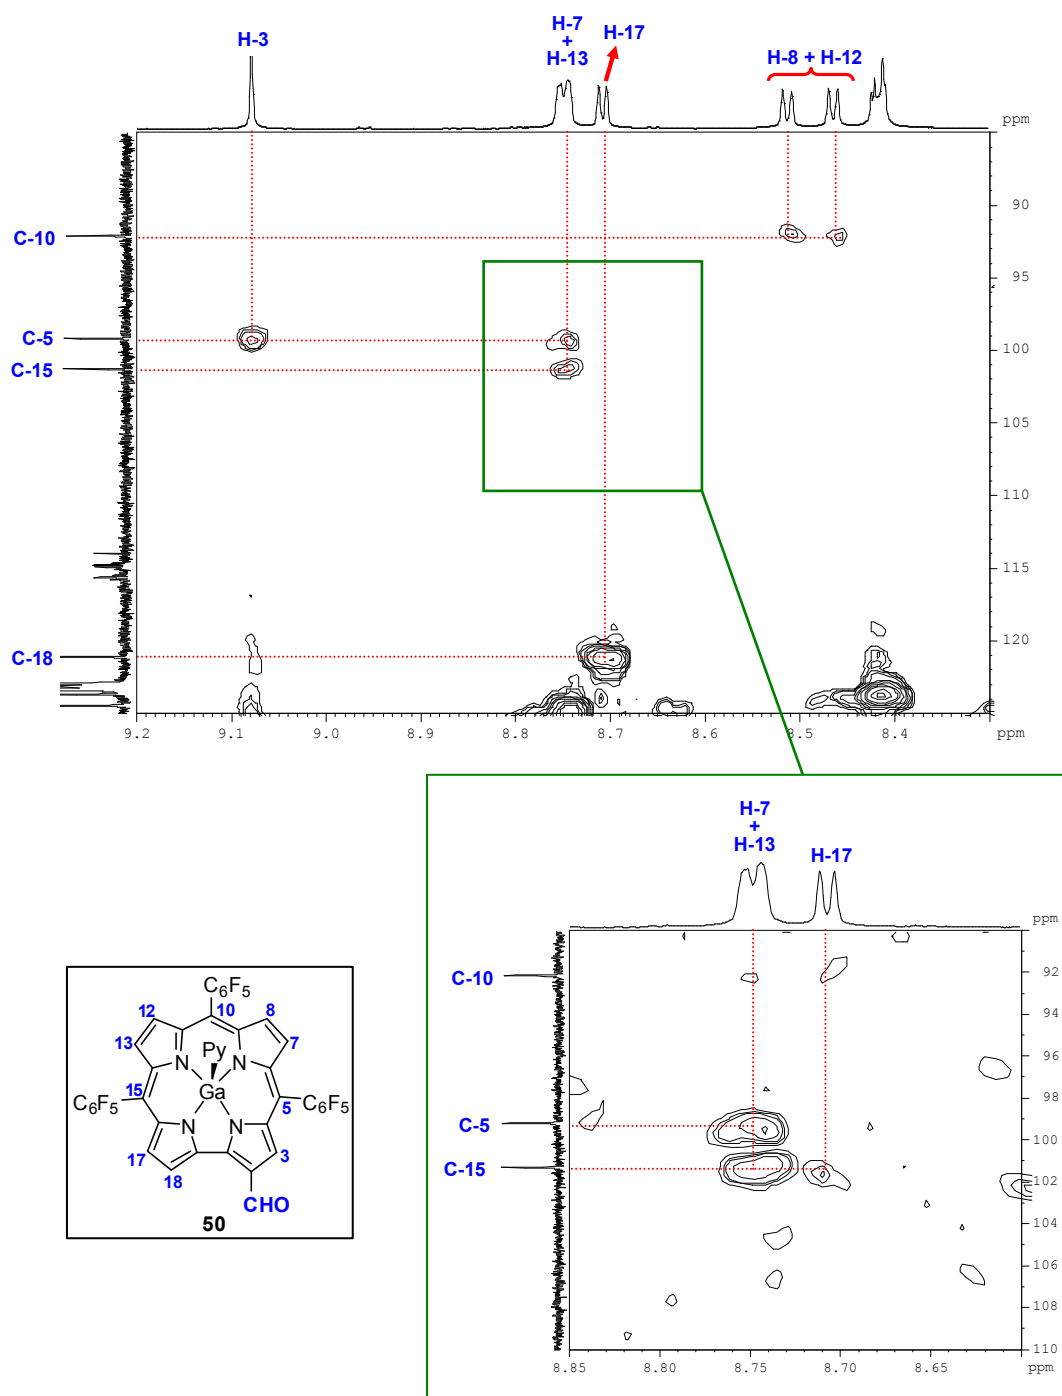 H-3
H-7
+
H-13
H-17
H-8 + H-12
ppm
90
95
100
105
110
115
120
C-10
C-5
C-15
C-18
9.2
9.1
9.0
8.9
8.8
8.7
8.6
8.5
8.4
ppm
H-7
+
H-13
H-17
ppm
92
94
96
98
100
102
104
106
108
110
C-10
C-5
C-15
8.85
8.80
8.75
8.70
8.65
ppm
C6F5
12
10
8
13
Py
7
N
N
C6F5
15
Ga
5
C6F5
N
N
17
18
3
CHO
50